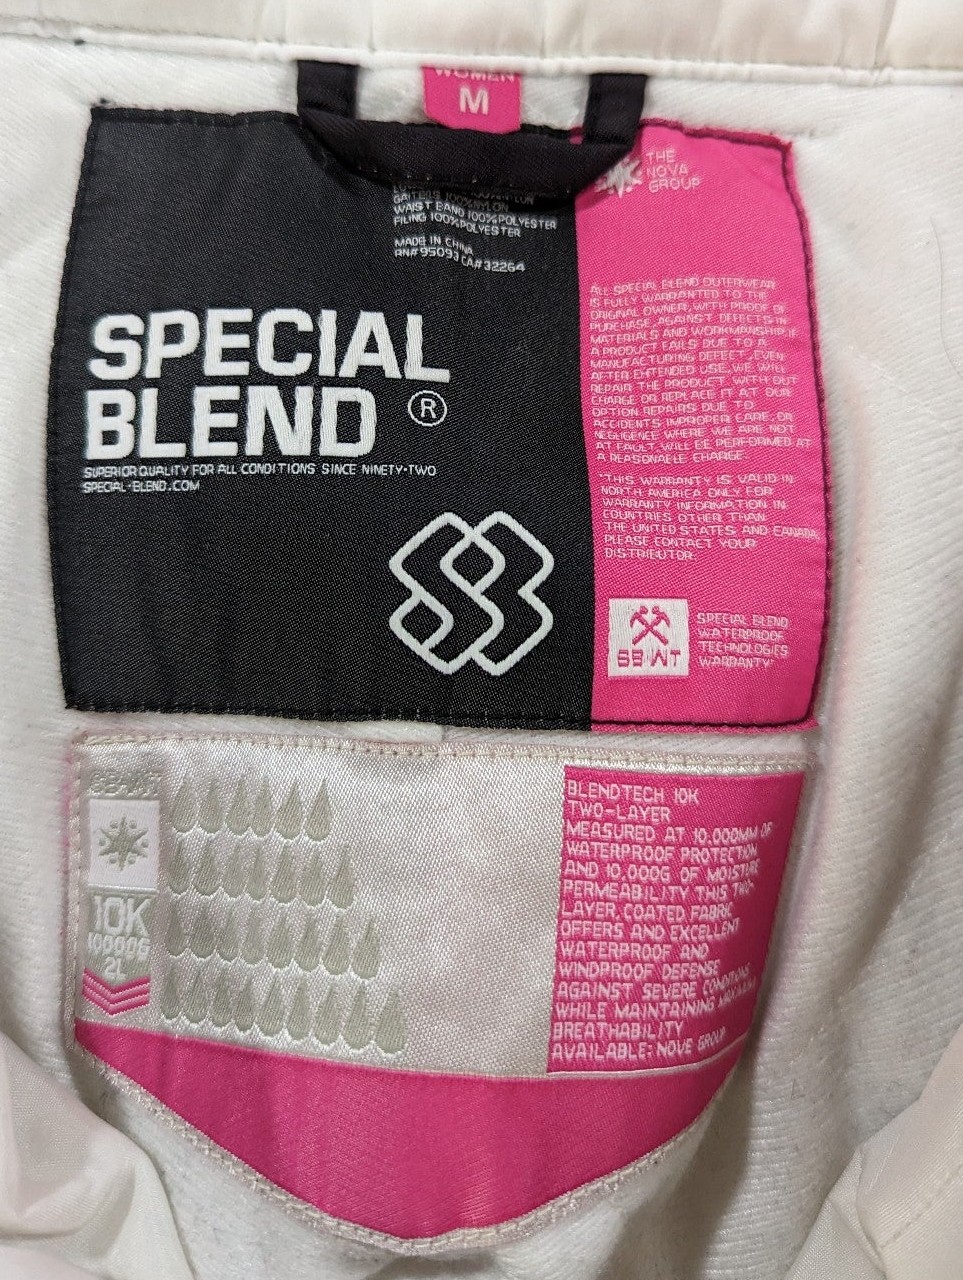 WOMEN
M
GAITERS 100%NYLON
WAIST BAND 100%POLYESTER
FILING 100%POLYESTER
MADE IN CHINA
RN#95093 CA#32264
SPECIAL
BLEND ®
SUPERIOR QUALITY FOR ALL CONDITIONS SINCE NINETY-TWO
SPECIAL-BLEND.COM
THE
NOVA
GROUP
ALL SPECIAL BLEND OUTERWEAR
IS FULLY WARRANTED TO THE
ORIGINAL OWNER, WITH PROOF OF
PURCHASE, AGAINST DEFECTS IN
MATERIALS AND WORKMANSHIP. IF
A PRODUCT FAILS DUE TO A
MANUFACTURING DEFECT, EVEN
AFTER EXTENDED USE, WE WILL
REPAIR THE PRODUCT, WITH OUT
CHARGE OR REPLACE IT AT OUR
OPTION REPAIRS DUE TO
ACCIDENTS IMPROPER CARE, OR
NEGLIGENCE WHERE WE ARE NOT
AT FAULT, WILL BE PERFORMED AT
A REASONABLE CHARGE.
*THIS WARRANTY IS VALID IN
NORTH AMERICA ONLY FOR
WARRANTY INFORMATION IN
COUNTRIES OTHER THAN
THE UNITED STATES AND CANADA,
PLEASE CONTACT YOUR
DISTRIBUTOR.
SB/WT
SPECIAL BLEND
WATERPROOF
TECHNOLOGIES
WARRANTY*
SB/WT
10K
10000G
2L
BLENDTECH 10K
TWO-LAYER
MEASURED AT 10,000MM OF
WATERPROOF PROTECTION
AND 10,000G OF MOISTURE
PERMEABILITY THIS TWO-
LAYER, COATED FABRIC
OFFERS AND EXCELLENT
WATERPROOF AND
WINDPROOF DEFENSE
AGAINST SEVERE CONDITIONS
WHILE MAINTAINING MAXIMUM
BREATHABILITY
AVAILABLE: NOVE GROUP